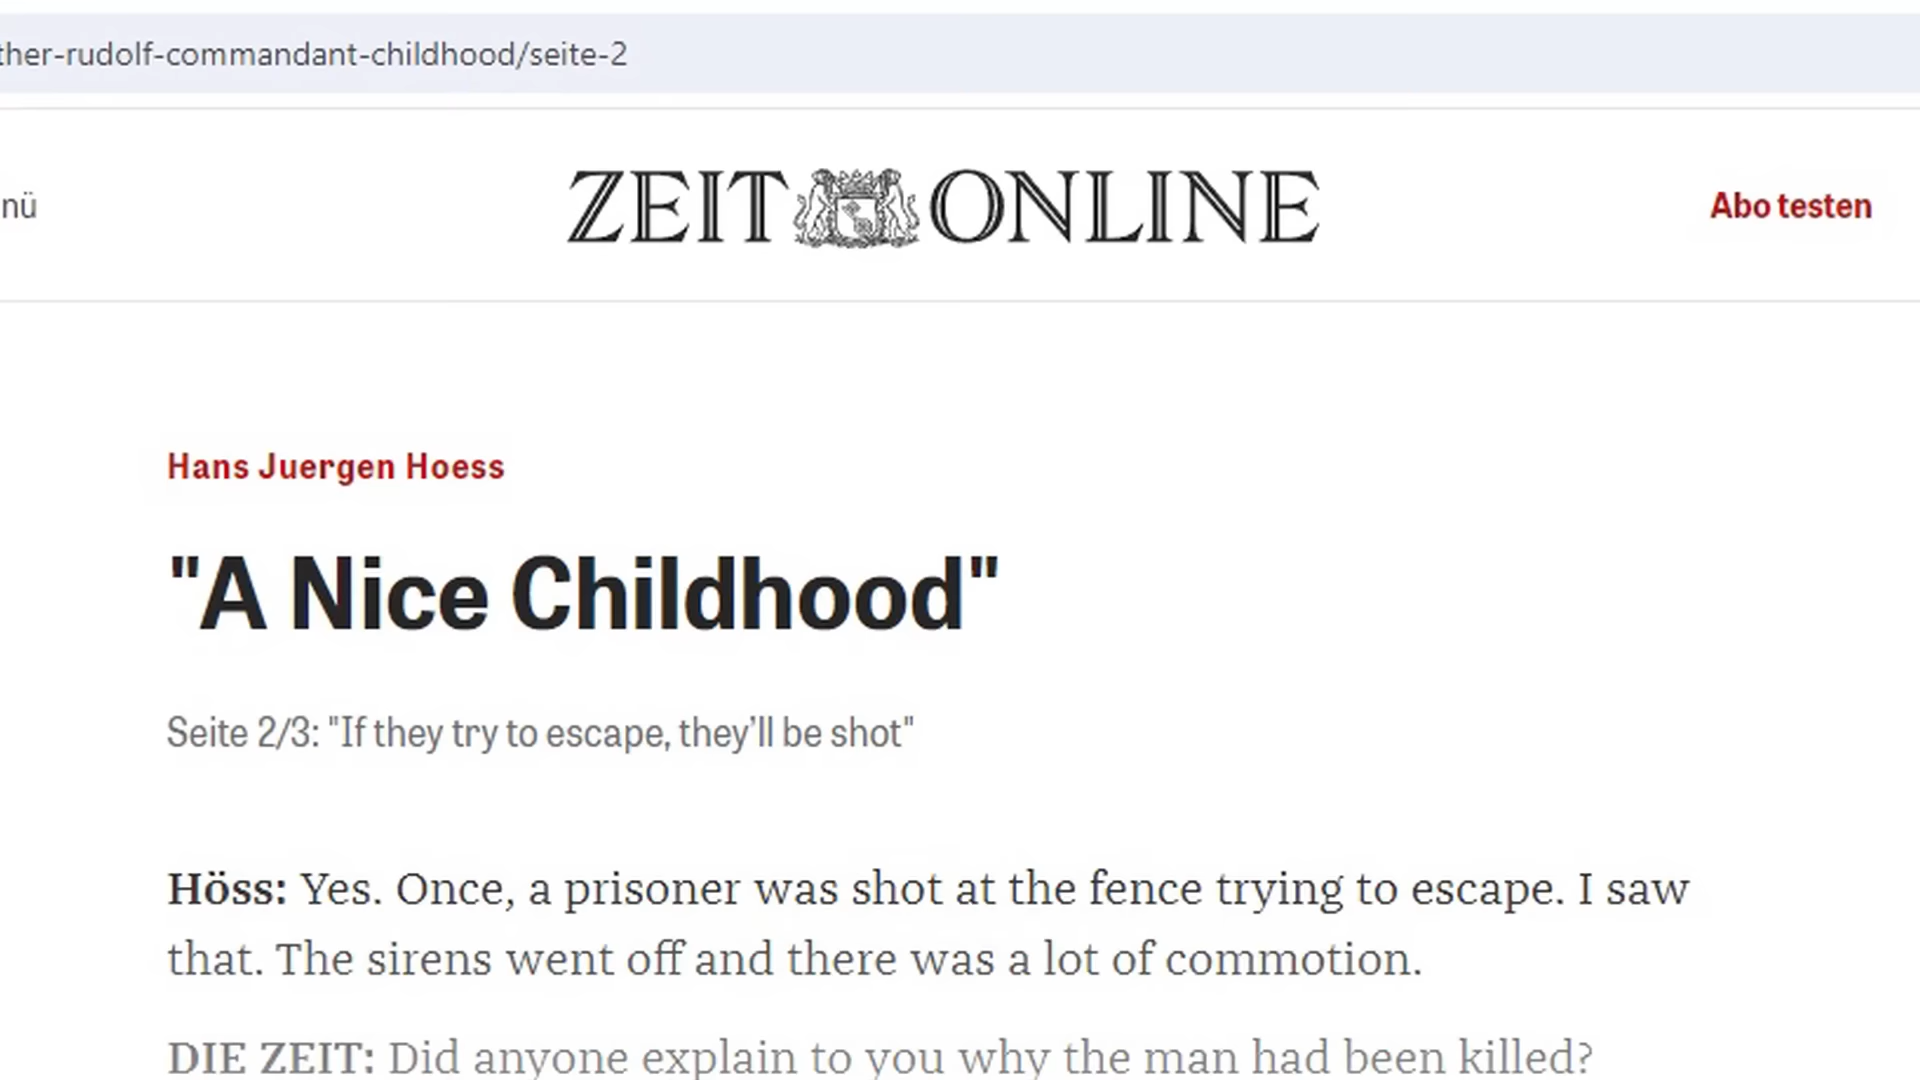 ther-rudolf-commandant-childhood/seite-2
nü
ZEIT ONLINE
Abo testen
Hans Juergen Hoess
"A Nice Childhood"
Seite 2/3: "If they try to escape, they’ll be shot"
Höss: Yes. Once, a prisoner was shot at the fence trying to escape. I saw
that. The sirens went off and there was a lot of commotion.
DIE ZEIT: Did anyone explain to you why the man had been killed?